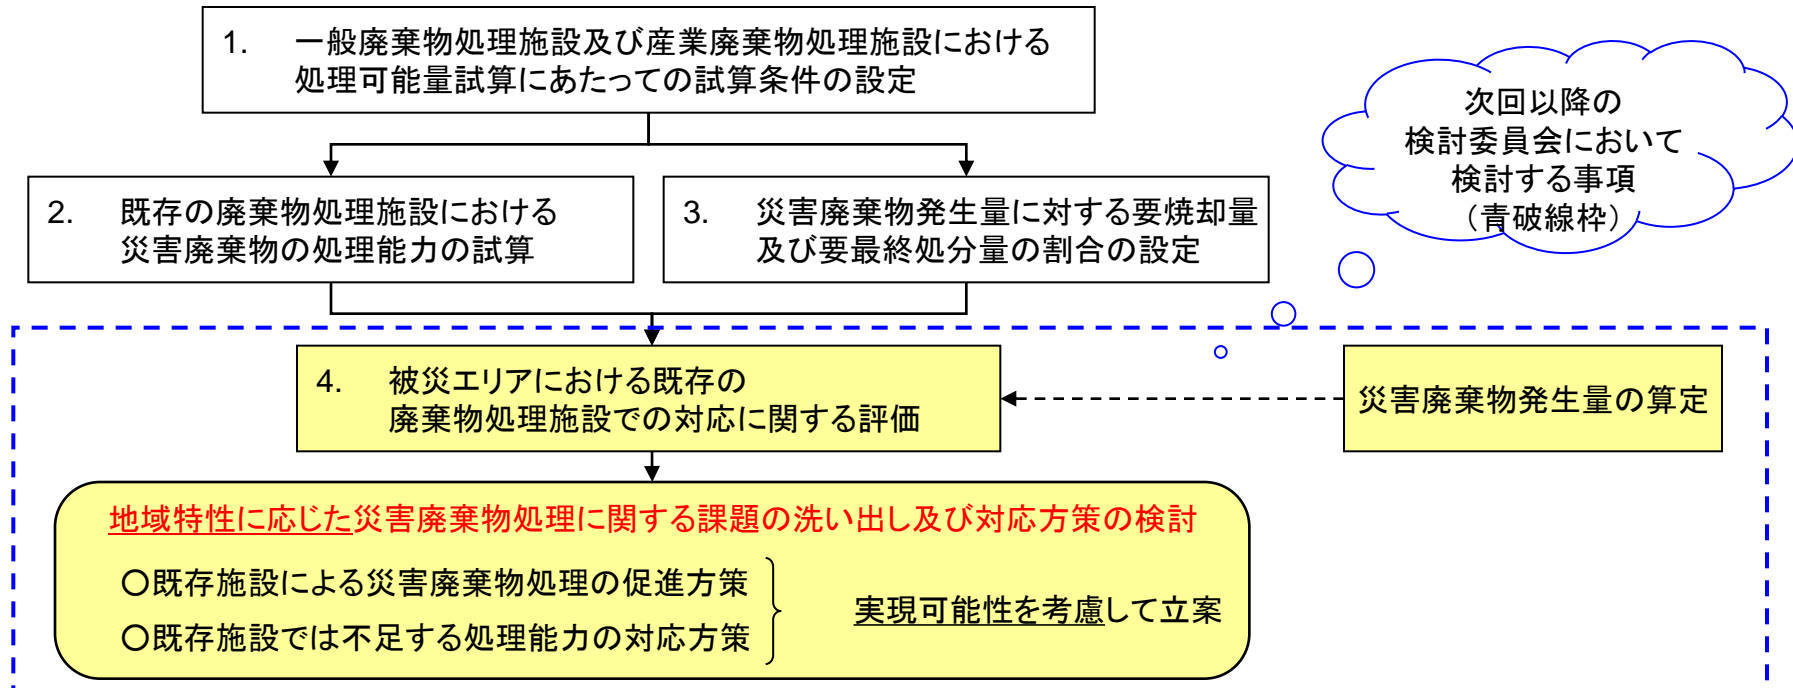 1. 一般廃棄物処理施設及び産業廃棄物処理施設における
処理可能量試算にあたっての試算条件の設定
次回以降の
検討委員会において
検討する事項
（青破線枠）
2. 既存の廃棄物処理施設における
災害廃棄物の処理能力の試算
3. 災害廃棄物発生量に対する要焼却量
及び要最終処分量の割合の設定
4. 被災エリアにおける既存の
廃棄物処理施設での対応に関する評価
災害廃棄物発生量の算定
地域特性に応じた災害廃棄物処理に関する課題の洗い出し及び対応方策の検討
○既存施設による災害廃棄物処理の促進方策
○既存施設では不足する処理能力の対応方策
実現可能性を考慮して立案